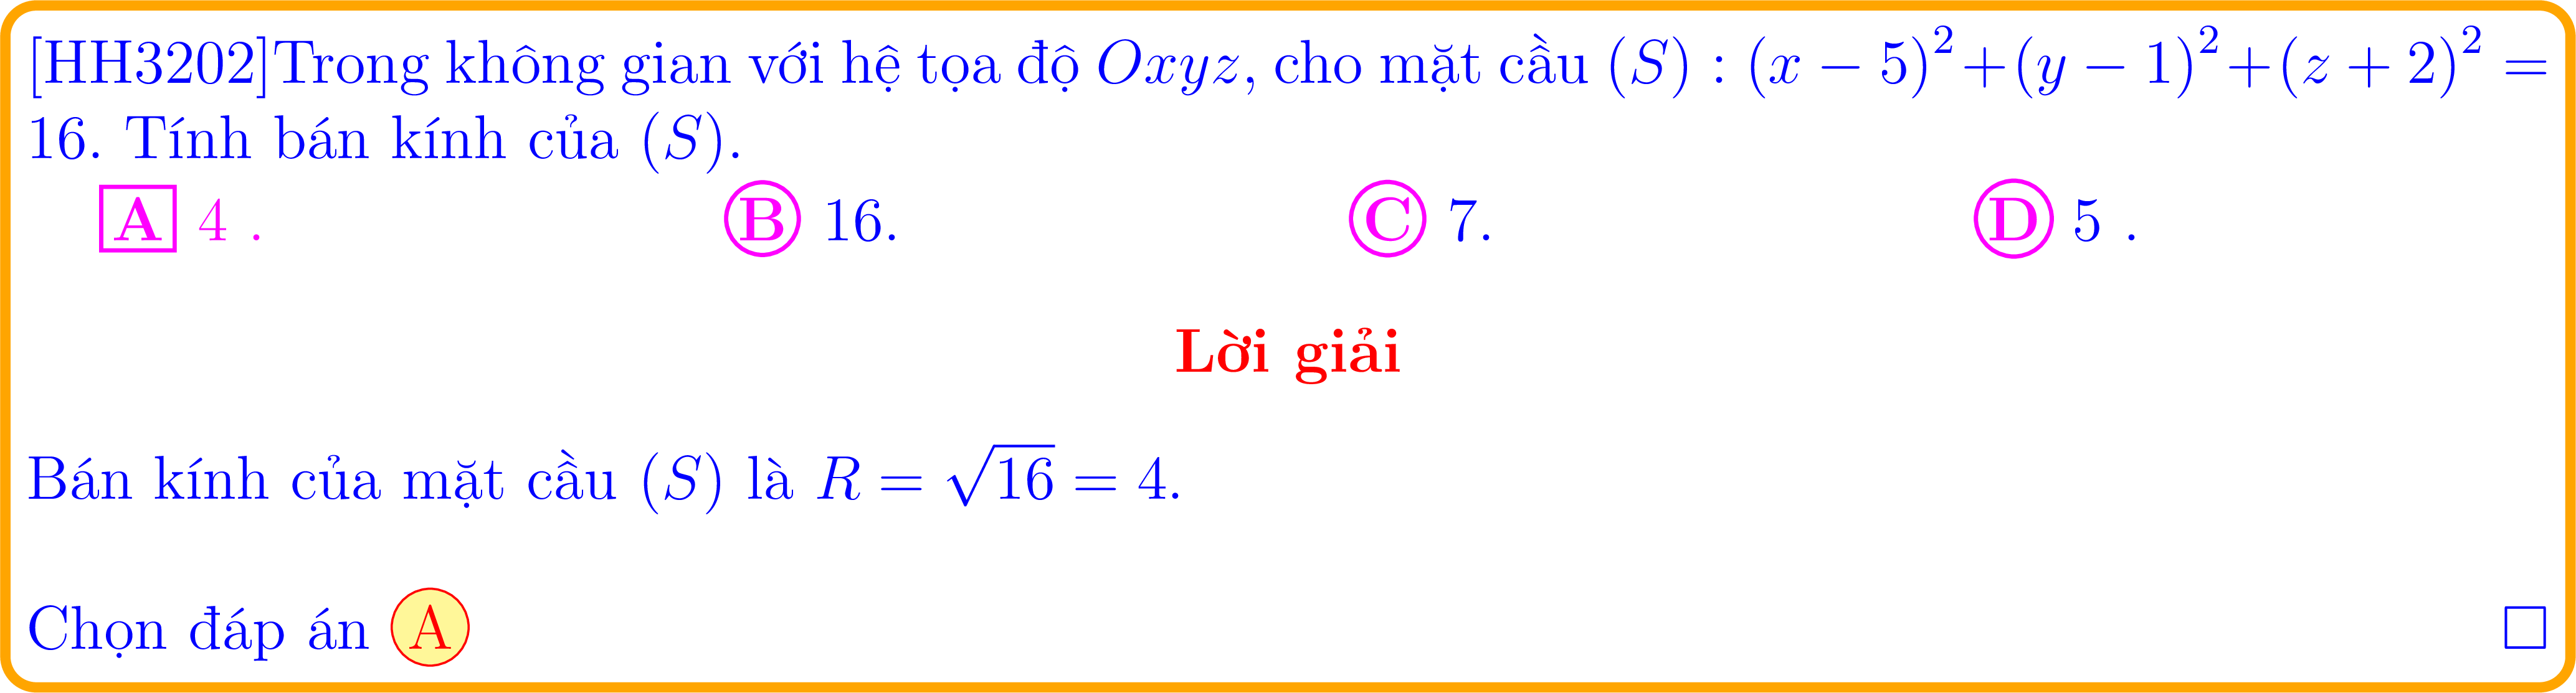 [HH3202]Trong không gian với hệ tọa độ Oxyz, cho mặt cầu (S) : (x − 5)² + (y − 1)² + (z + 2)² =
16. Tính bán kính của (S).
A 4 . B 16. C 7. D 5 .
Lời giải
Bán kính của mặt cầu (S) là R = √16 = 4.
Chọn đáp án A □